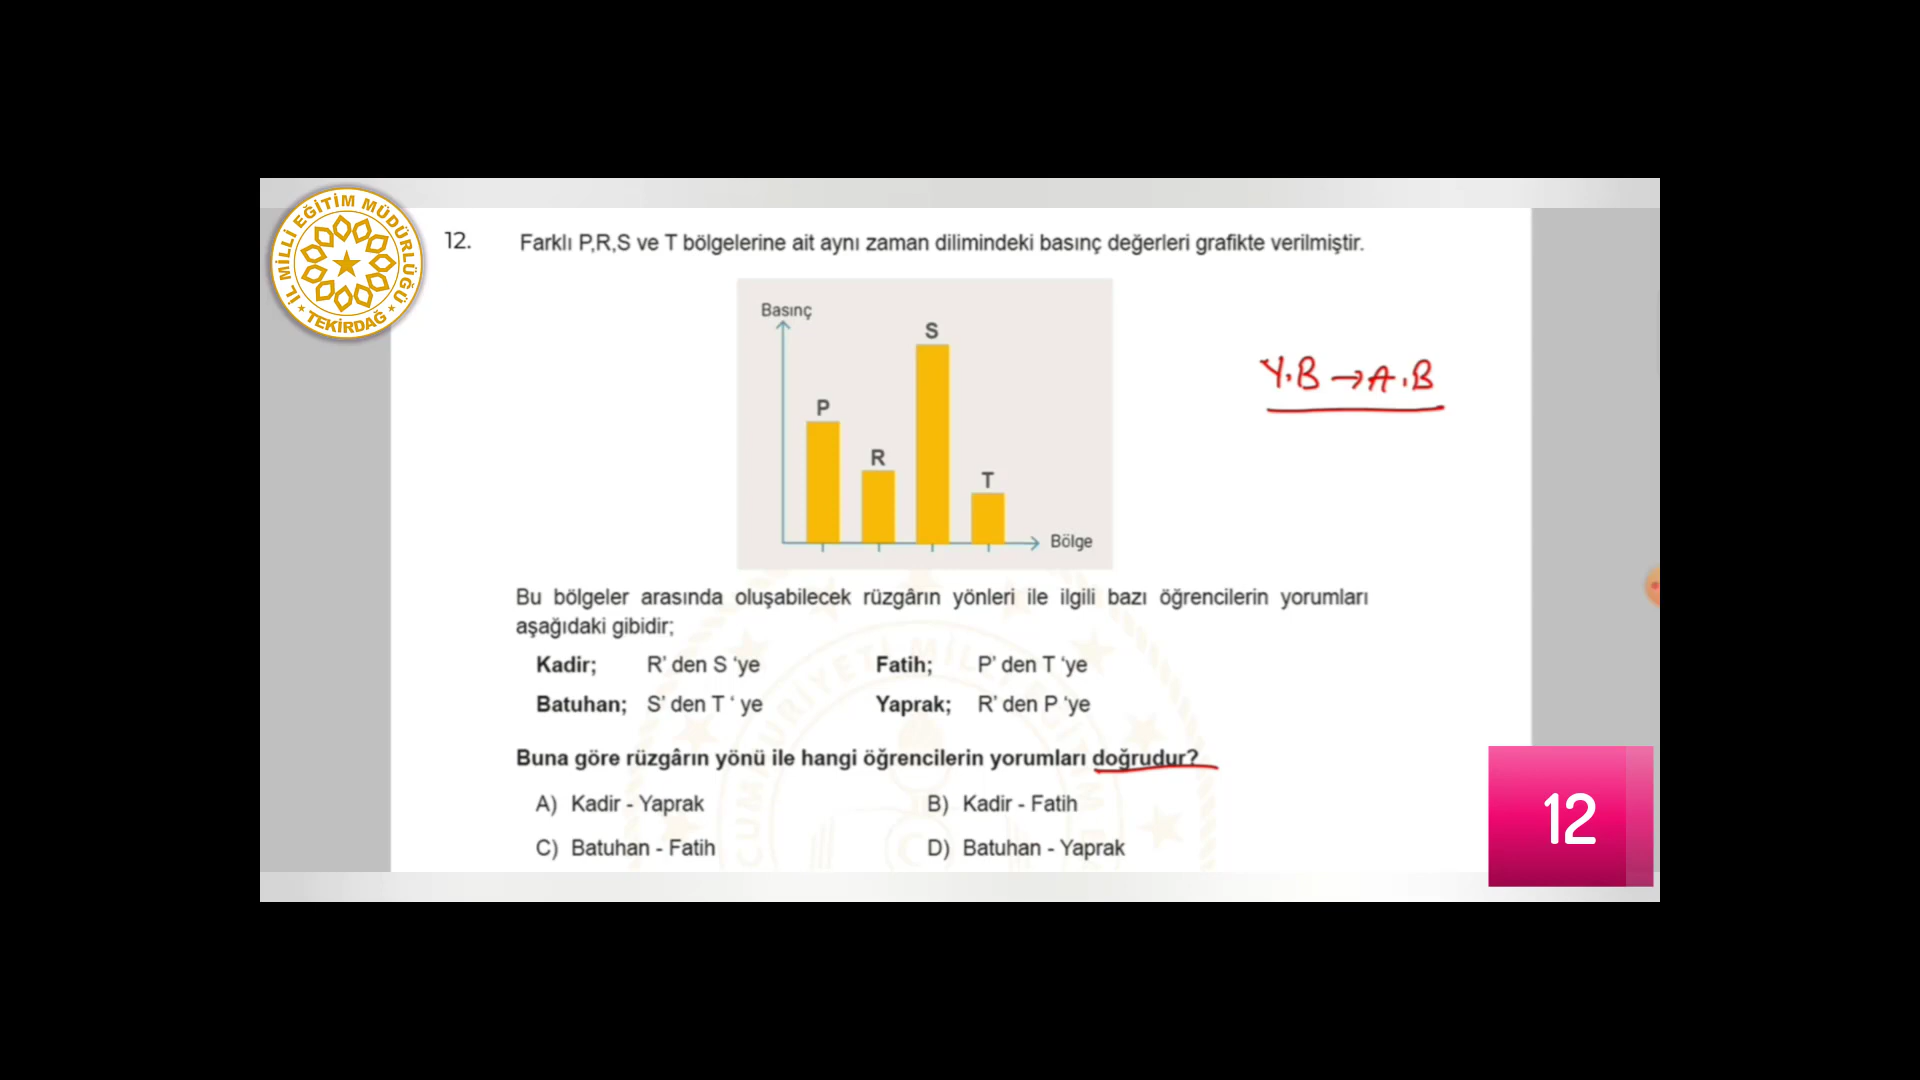 İL MİLLİ EĞİTİM MÜDÜRLÜĞÜ
TEKİRDAĞ
12. Farklı P,R,S ve T bölgelerine ait aynı zaman dilimindeki basınç değerleri grafikte verilmiştir.
Basınç
S
P
R
T
Bölge
Y.B → A.B
Bu bölgeler arasında oluşabilecek rüzgârın yönleri ile ilgili bazı öğrencilerin yorumları
aşağıdaki gibidir;
Kadir; R’ den S ‘ye Fatih; P’ den T ‘ye
Batuhan; S’ den T ‘ ye Yaprak; R’ den P ‘ye
Buna göre rüzgârın yönü ile hangi öğrencilerin yorumları doğrudur?
A) Kadir - Yaprak B) Kadir - Fatih
C) Batuhan - Fatih D) Batuhan - Yaprak
12